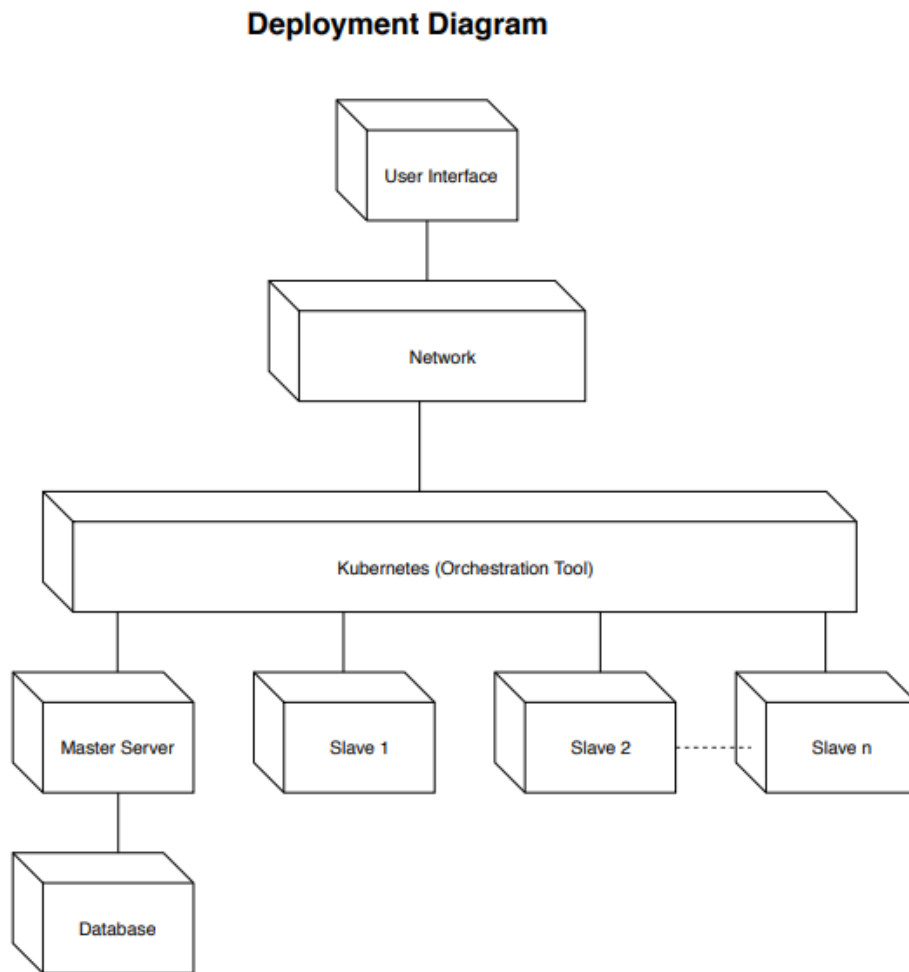 Deployment Diagram
User Interface
Network
Kubernetes (Orchestration Tool)
Master Server
Slave 1
Slave 2
Slave n
Database